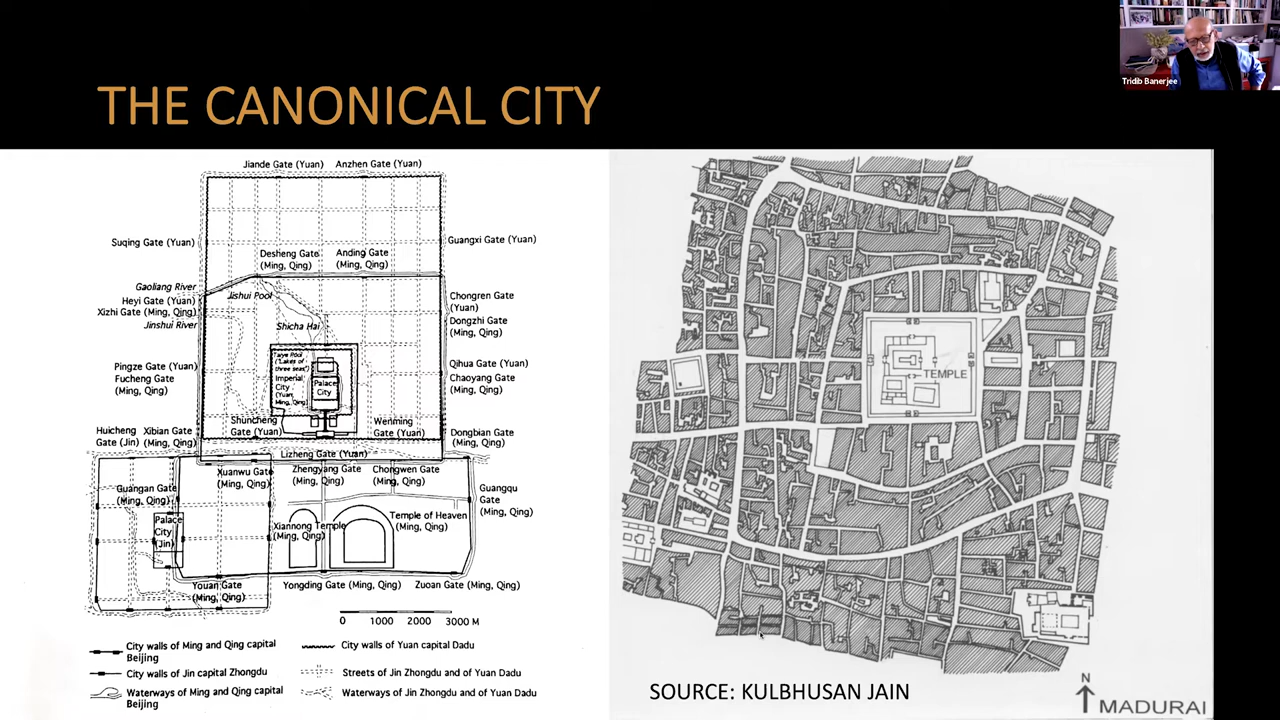 Tridib Banerjee
THE CANONICAL CITY
Jiande Gate (Yuan) Anzhen Gate (Yuan)
Suqing Gate (Yuan)
Guangxi Gate (Yuan)
Desheng Gate
(Ming, Qing)
Anding Gate
(Ming, Qing)
Gaoliang River
Heyi Gate (Yuan)
Xizhi Gate (Ming, Qing)
Jinshui River
Jishui Pool
Shicha Hai
Chongren Gate
(Yuan)
Dongzhi Gate
(Ming, Qing)
Pingze Gate (Yuan)
Fucheng Gate
(Ming, Qing)
Taiye Pool
("Lakes of
three seas")
Imperial
City
(Yuan,
Ming, Qing)
Palace
City
Qihua Gate (Yuan)
Chaoyang Gate
(Ming, Qing)
Shuncheng
Gate (Yuan)
Wenming
Gate (Yuan)
Huicheng
Gate (Jin)
Xibian Gate
(Ming, Qing)
Dongbian Gate
(Ming, Qing)
Lizheng Gate (Yuan)
Xuanwu Gate
(Ming, Qing)
Zhengyang Gate
(Ming, Qing)
Chongwen Gate
(Ming, Qing)
Guangan Gate
(Ming, Qing)
Guangqu
Gate
(Ming, Qing)
Palace
City
(Jin)
Xiannong Temple
(Ming, Qing)
Temple of Heaven
(Ming, Qing)
Youan Gate
(Ming, Qing)
Yongding Gate (Ming, Qing)
Zuoan Gate (Ming, Qing)
0 1000 2000 3000 M
City walls of Ming and Qing capital
Beijing
City walls of Yuan capital Dadu
City walls of Jin capital Zhongdu
Streets of Jin Zhongdu and of Yuan Dadu
Waterways of Ming and Qing capital
Beijing
Waterways of Jin Zhongdu and of Yuan Dadu
TEMPLE
SOURCE: KULBHUSAN JAIN
N
MADURAI